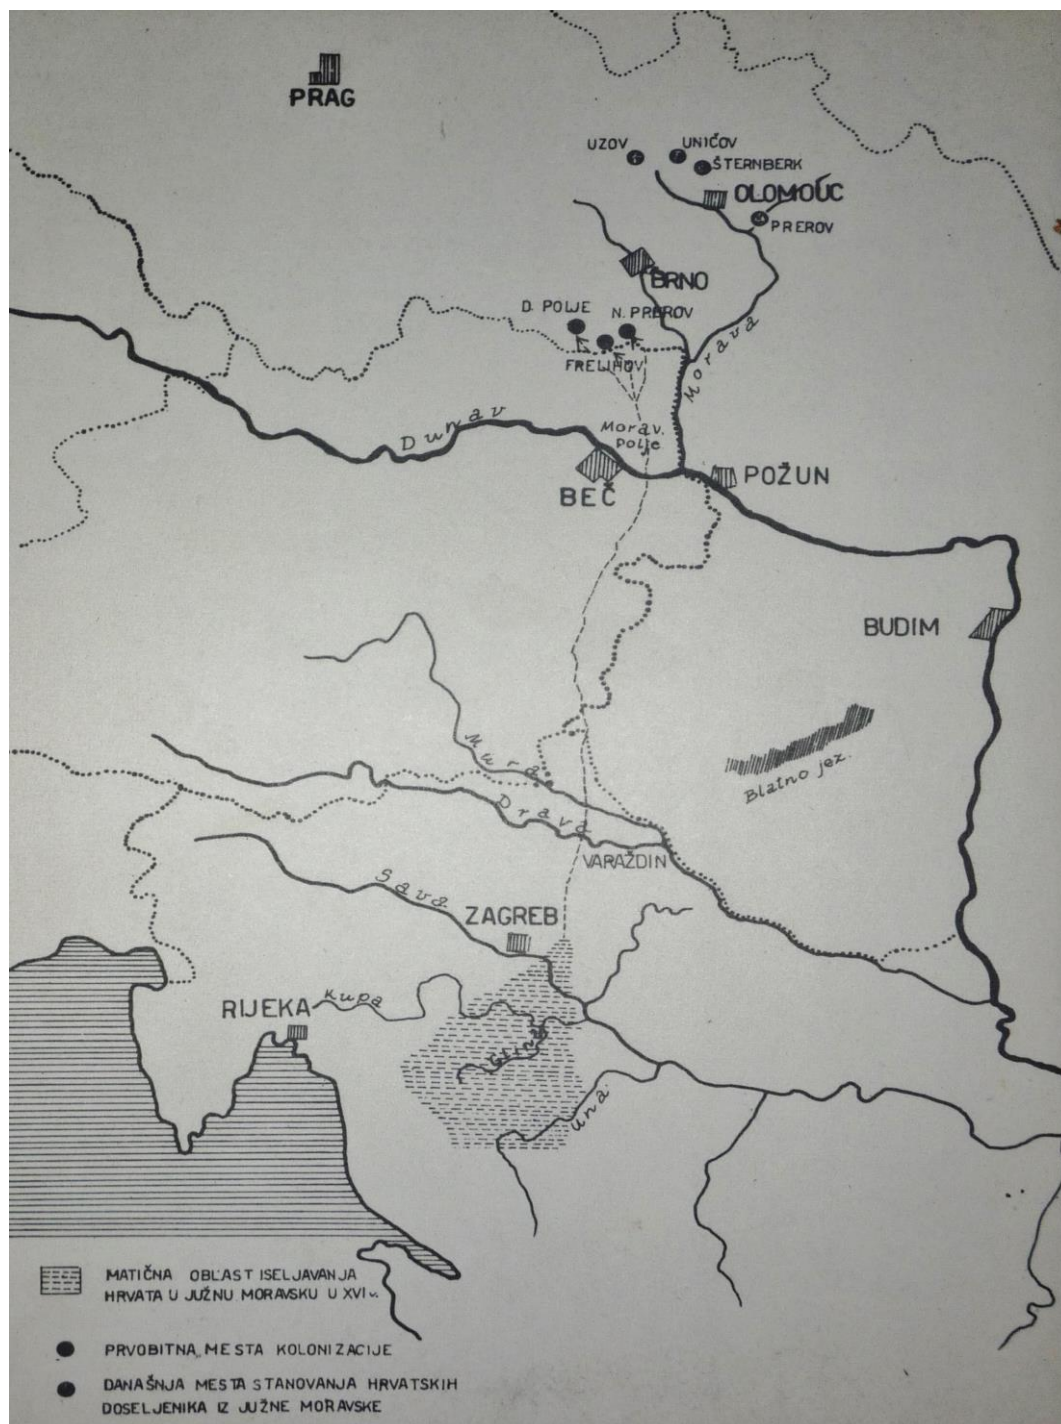 PRAG
UZOV
UNIČOV
ŠTERNBERK
OLOMOUC
PREROV
BRNO
D. POLJE
N. PREROV
FRELIHOV
Morava
Dunav
Morav.
Polje
BEČ
POŽUN
BUDIM
Blatno jez.
Mura
Drava
VARAŽDIN
Sava
ZAGREB
RIJEKA
Kupa
Glina
Una
MATIČNA OBLAST ISELJAVANJA
HRVATA U JUŽNU MORAVSKU U XVI v.
PRVOBITNA MESTA KOLONIZACIJE
DANAŠNJA MESTA STANOVANJA HRVATSKIH
DOSELJENIKA IZ JUŽNE MORAVSKE